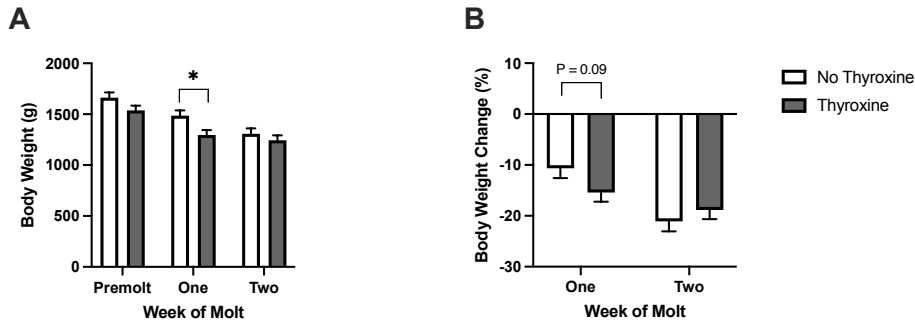 A
Body Weight (g)
2000
1500
1000
500
0
*
Premolt One Two
Week of Molt
B
Body Weight Change (%)
10
0
-10
-20
-30
P = 0.09
One Two
Week of Molt
No Thyroxine
Thyroxine